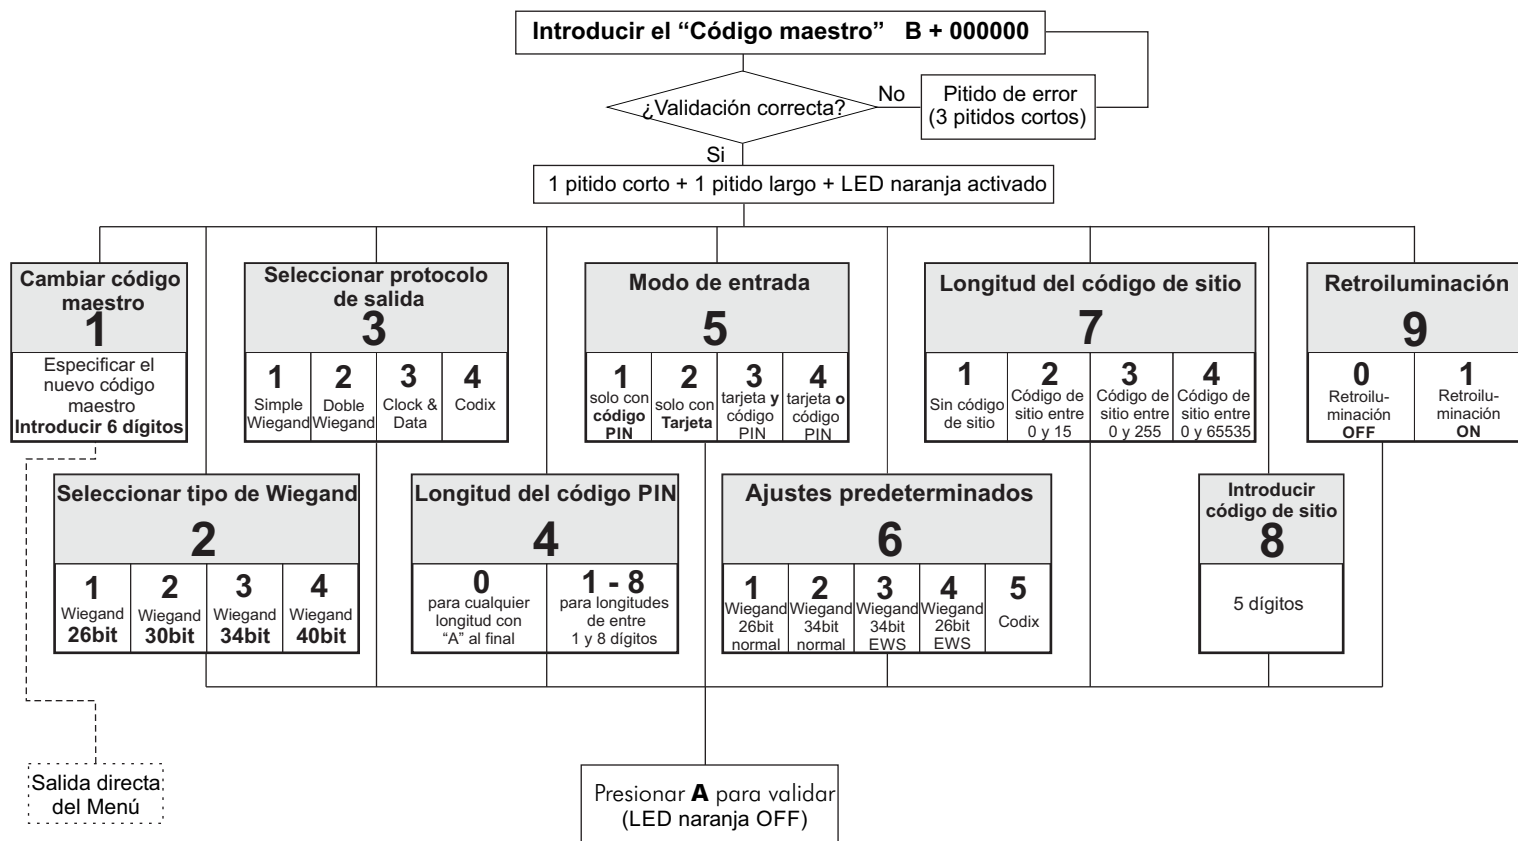 Introducir el “Código maestro”   B + 000000
¿Validación correcta?
No
Pitido de error
(3 pitidos cortos)
Si
1 pitido corto + 1 pitido largo + LED naranja activado
Cambiar código
maestro
1
Especificar el
nuevo código
maestro
Introducir 6 dígitos
Seleccionar protocolo
de salida
3
1
Simple
Wiegand
2
Doble
Wiegand
3
Clock &
Data
4
Codix
Modo de entrada
5
1
solo con
código
PIN
2
solo con
Tarjeta
3
tarjeta y
código
PIN
4
tarjeta o
código
PIN
Longitud del código de sitio
7
1
Sin código
de sitio
2
Código de
sitio entre
0 y 15
3
Código de
sitio entre
0 y 255
4
Código de
sitio entre
0 y 65535
Retroiluminación
9
0
Retroilu-
minación
OFF
1
Retroilu-
minación
ON
Seleccionar tipo de Wiegand
2
1
Wiegand
26bit
2
Wiegand
30bit
3
Wiegand
34bit
4
Wiegand
40bit
Longitud del código PIN
4
0
para cualquier
longitud con
“A” al final
1 - 8
para longitudes
de entre
1 y 8 dígitos
Ajustes predeterminados
6
1
Wiegand
26bit
normal
2
Wiegand
34bit
normal
3
Wiegand
34bit
EWS
4
Wiegand
26bit
EWS
5
Codix
Introducir
código de sitio
8
5 dígitos
Salida directa
del Menú
Presionar A para validar
(LED naranja OFF)